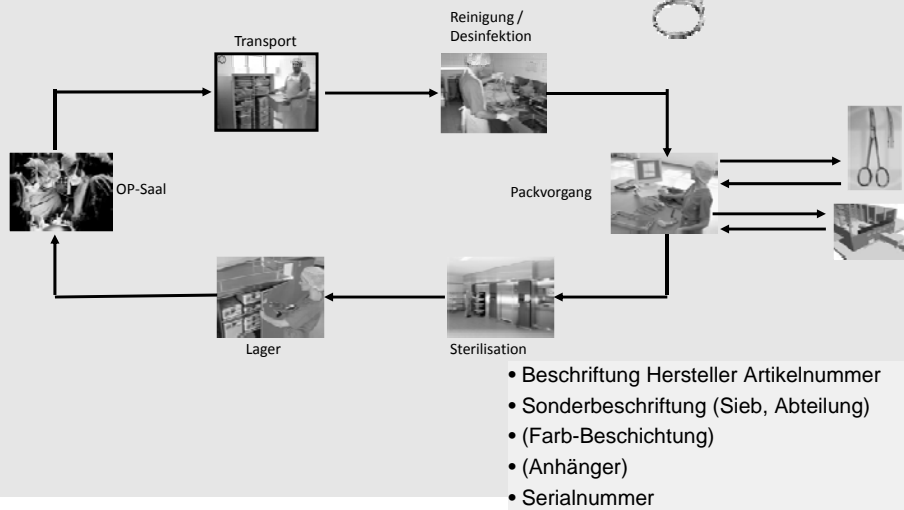 Reinigung /
Desinfektion
Transport
OP-Saal
Packvorgang
Lager
Sterilisation
• Beschriftung Hersteller Artikelnummer
• Sonderbeschriftung (Sieb, Abteilung)
• (Farb-Beschichtung)
• (Anhänger)
• Serialnummer